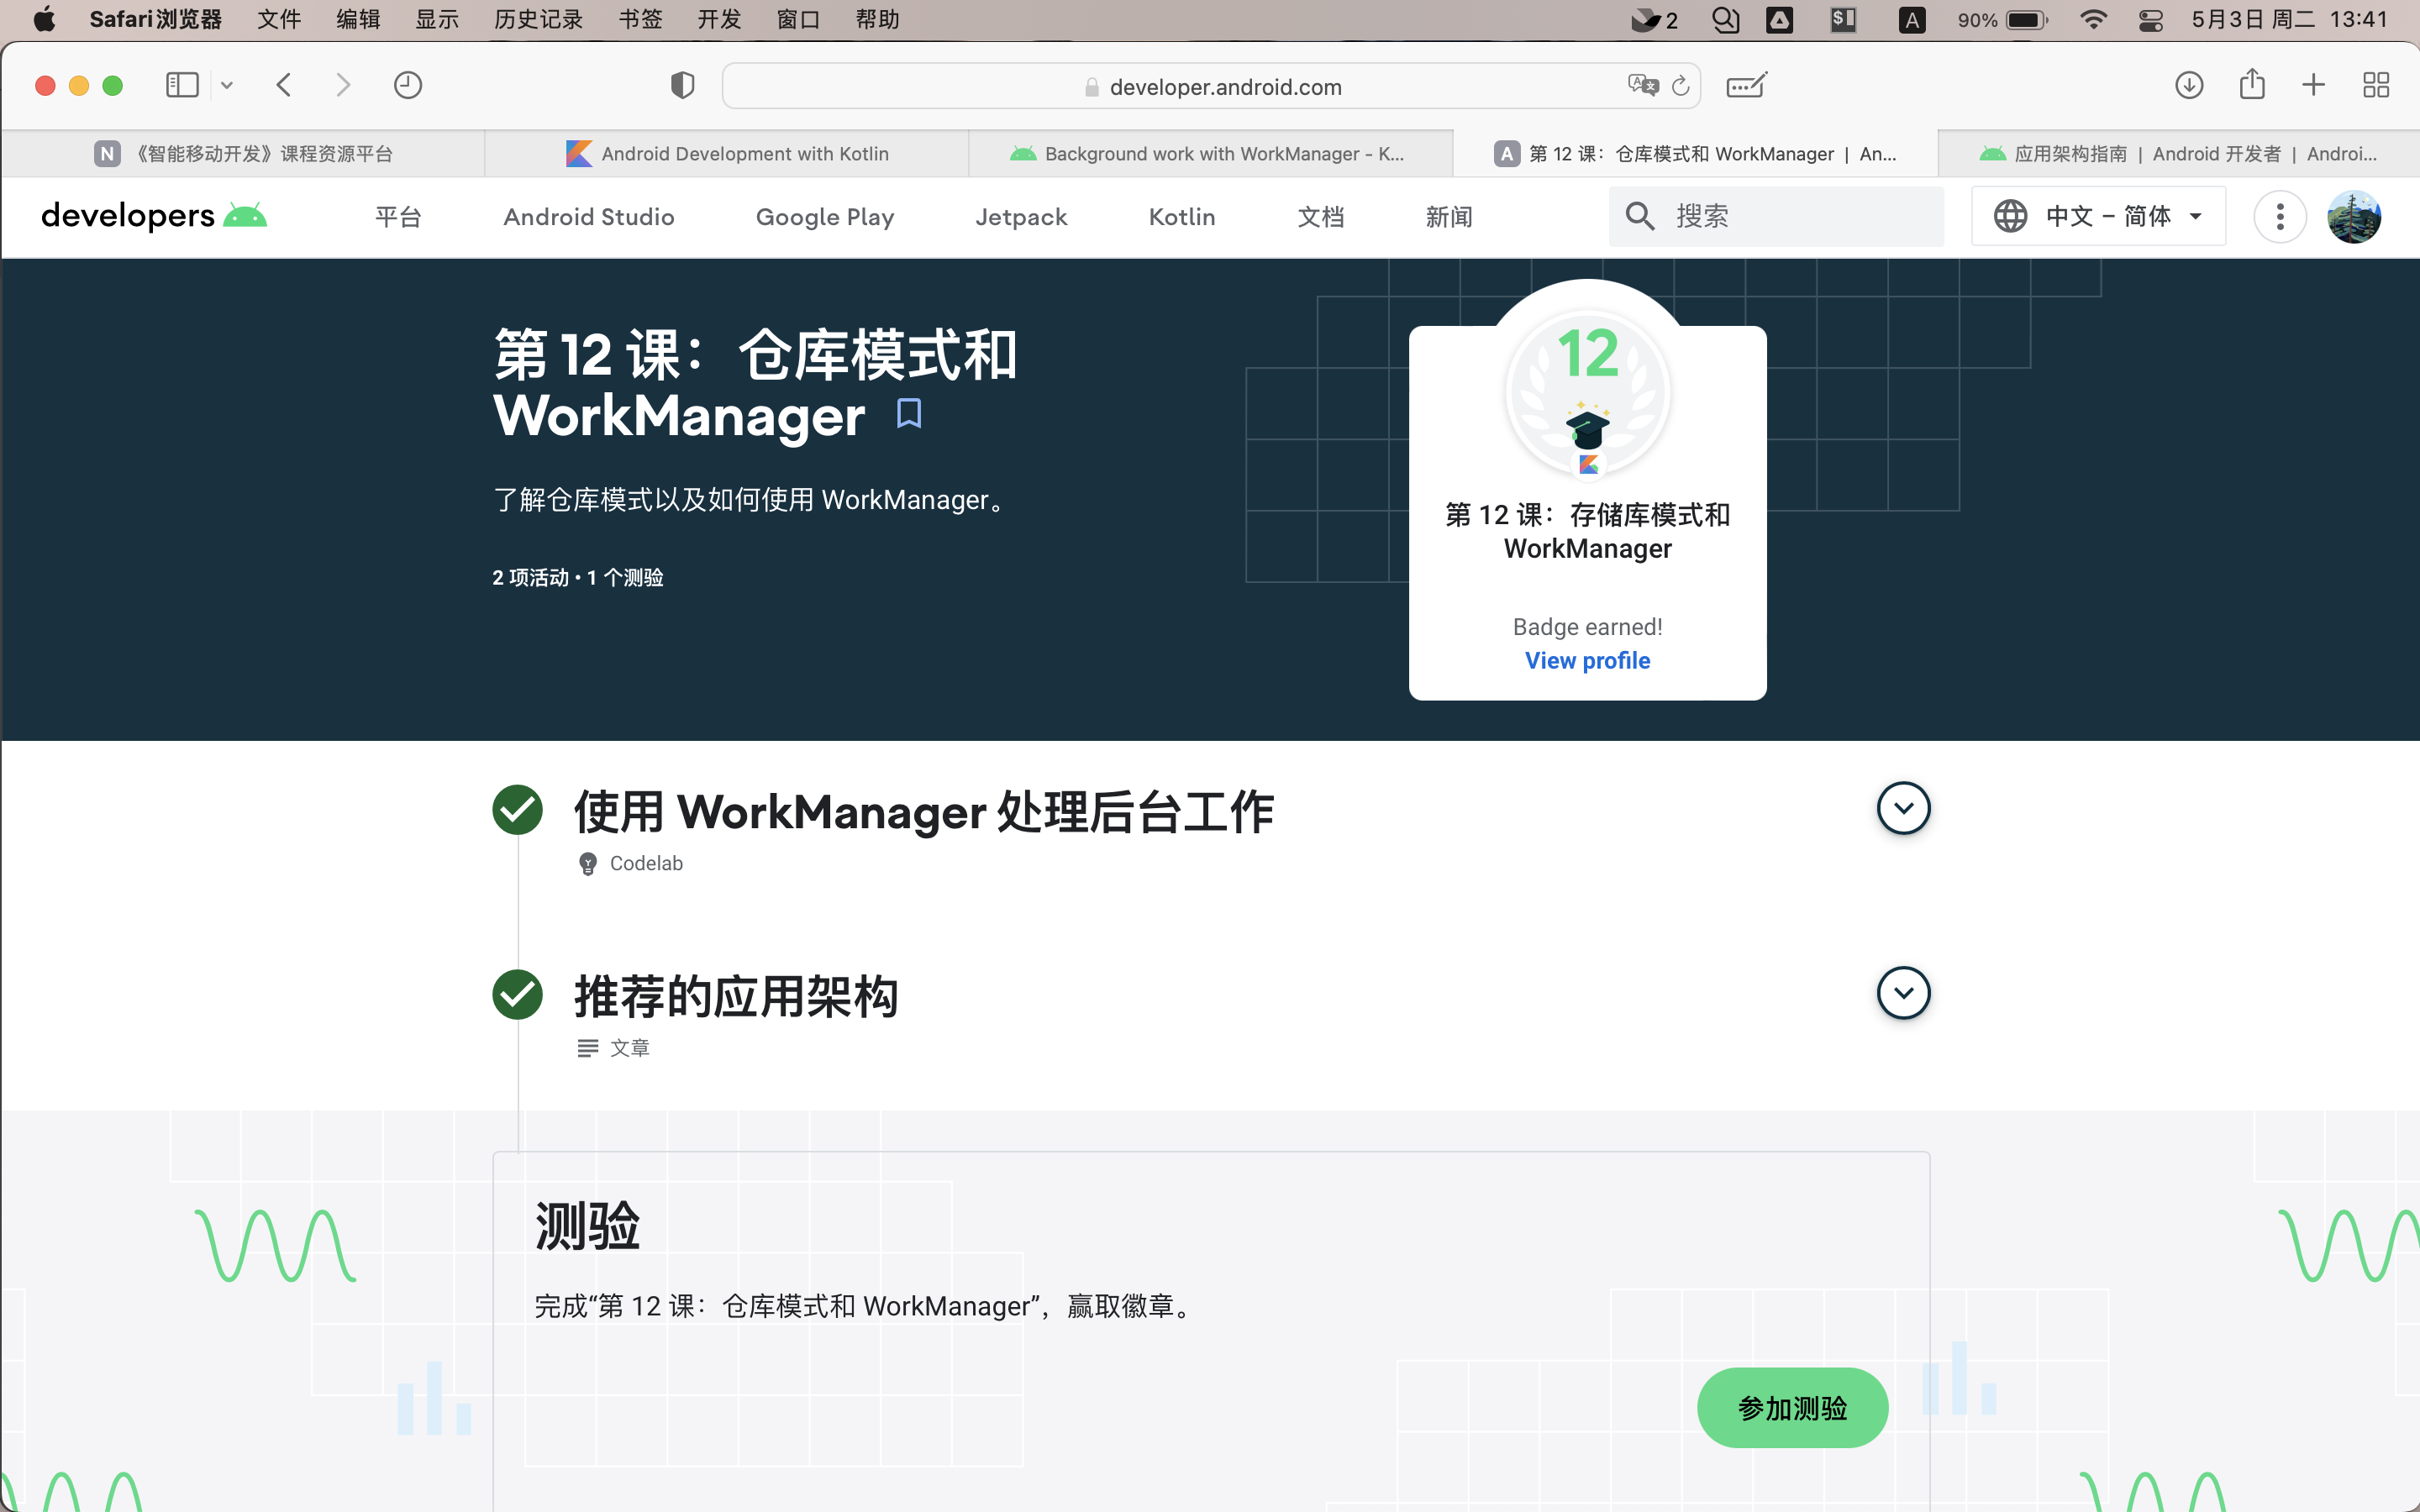 Safari浏览器 文件 编辑 显示 历史记录 书签 开发 窗口 帮助 2 A 90% 5月3日 周二 13:41
developer.android.com
N 《智能移动开发》课程资源平台
Android Development with Kotlin
Background work with WorkManager - K...
A 第 12 课：仓库模式和 WorkManager | An...
应用架构指南 | Android 开发者 | Androi...
developers 平台 Android Studio Google Play Jetpack Kotlin 文档 新闻 搜索 中文 – 简体
第 12 课：仓库模式和
WorkManager
了解仓库模式以及如何使用 WorkManager。
2 项活动 • 1 个测验
12
第 12 课：存储库模式和
WorkManager
Badge earned!
View profile
使用 WorkManager 处理后台工作
Codelab
推荐的应用架构
文章
测验
完成“第 12 课：仓库模式和 WorkManager”，赢取徽章。
参加测验